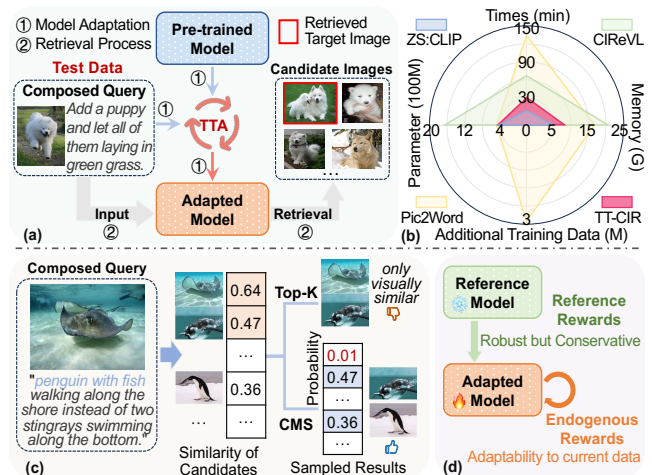 ① Model Adaptation
② Retrieval Process
Test Data
Composed Query
Add a puppy
and let all of
them laying in
green grass.
Pre-trained
Model
①
①
TTA
①
Adapted
Model
Input
②
Retrieval
②
Retrieved
Target Image
Candidate Images
...
(a)
Times (min)
ZS:CLIP
CIReVL
150
90
30
Parameter (100M)
20
12
4
0
5
15
25
Memory (G)
3
Pic2Word
TT-CIR
(b)
Additional Training Data (M)
Composed Query
"penguin with fish
walking along the
shore instead of two
stingrays swimming
along the bottom."
(c)
0.64
0.47
...
0.36
... ...
Similarity of
Candidates
Top-K
CMS
only
visually
similar
Probability
0.01
0.47
...
0.36
...
Sampled Results
Reference
Model
Reference
Rewards
Robust but Conservative
Adapted
Model
Endogenous
Rewards
Adaptability to current data
(d)